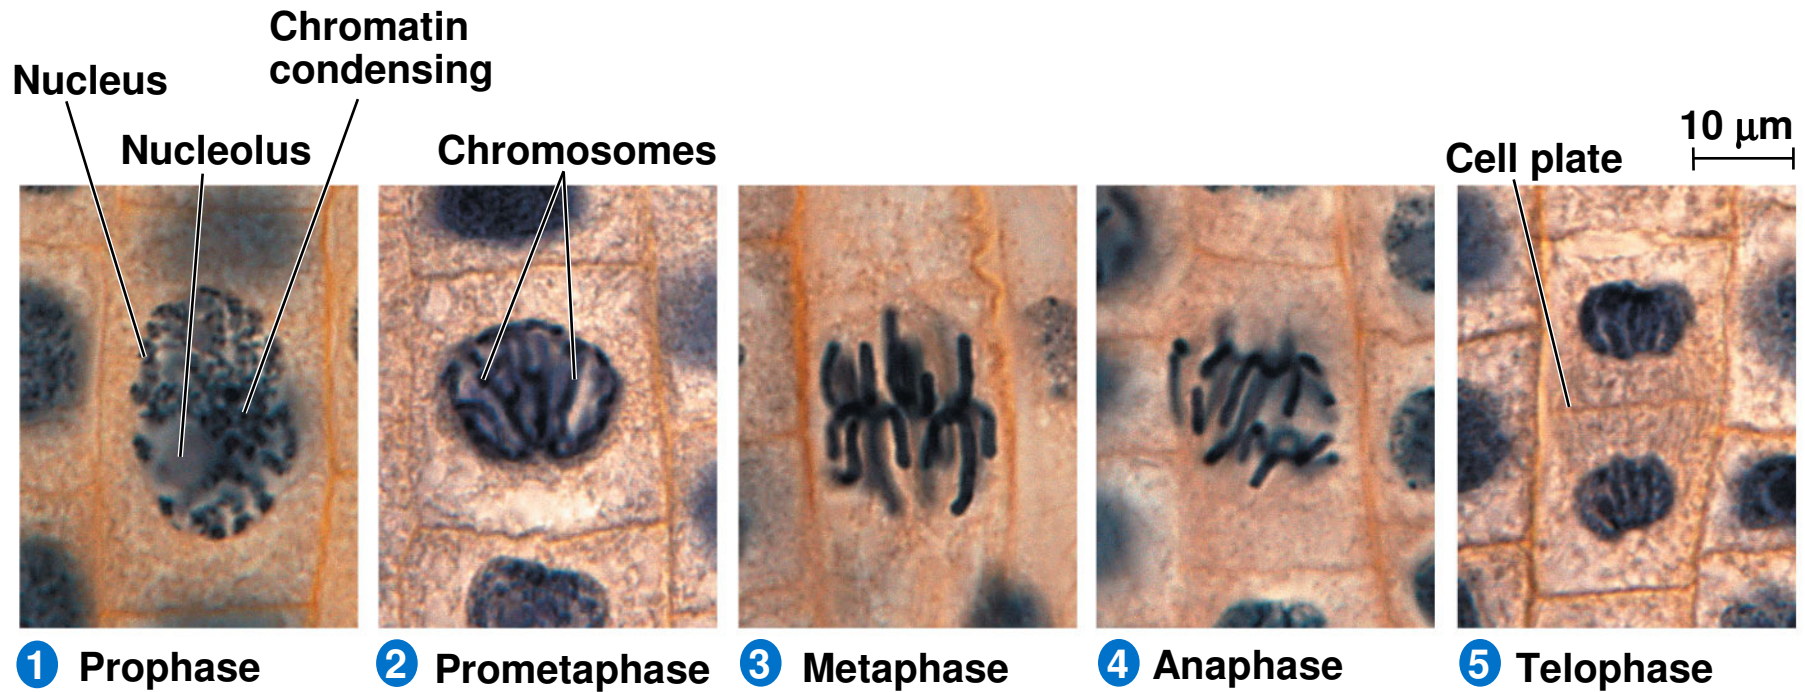 Chromatin
condensing
Nucleus
Nucleolus
Chromosomes
10 μm
Cell plate
1 Prophase
2 Prometaphase
3 Metaphase
4 Anaphase
5 Telophase